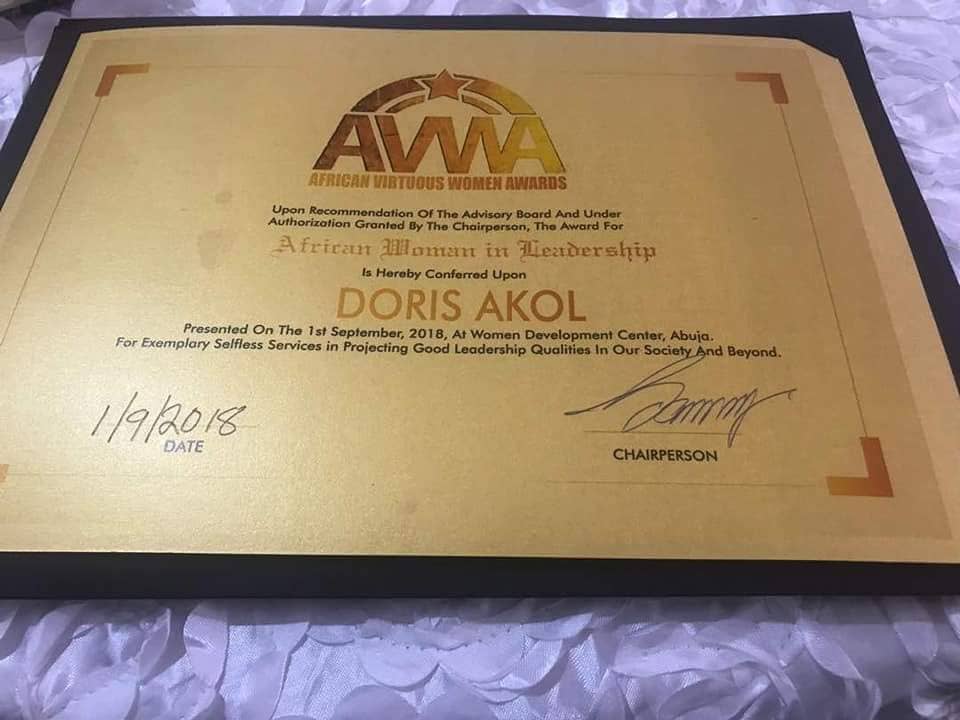 AVWA
AFRICAN VIRTUOUS WOMEN AWARDS
Upon Recommendation Of The Advisory Board And Under
Authorization Granted By The Chairperson, The Award For
African Woman in Leadership
Is Hereby Conferred Upon
DORIS AKOL
Presented On The 1st September, 2018, At Women Development Center, Abuja.
For Exemplary Selfless Services in Projecting Good Leadership Qualities In Our Society And Beyond.
1/9/2018
DATE
CHAIRPERSON